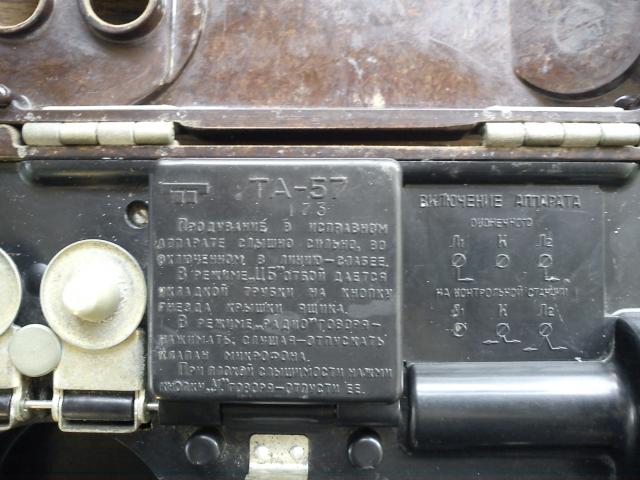 ТА-57
173
ПРОДУВАНИЕ В ИСПРАВНОМ
АППАРАТЕ СЛЫШНО СИЛЬНО, ВО
ВКЛЮЧЕННОМ В ЛИНИЮ-СЛАБЕЕ.
В РЕЖИМЕ „ЦБ" ОТБОЙ ДАЕТСЯ
УКЛАДКОЙ ТРУБКИ НА КНОПКУ
ГНЕЗДА КРЫШКИ ЯЩИКА.
В РЕЖИМЕ „РАДИО" ГОВОРЯ-
НАЖИМАТЬ, СЛУШАЯ-ОТПУСКАТЬ
КЛАПАН МИКРОФОНА.
ПРИ ПЛОХОЙ СЛЫШИМОСТИ НАЖМИ
КНОПКУ ГОВОРЯ-ОТПУСТИ ЕЕ.
ВКЛЮЧЕНИЕ АППАРАТА
ОКОНЕЧНОГО
Л1 К Л2
НА КОНТРОЛЬНОЙ СТАНЦИИ
Л1 К Л2